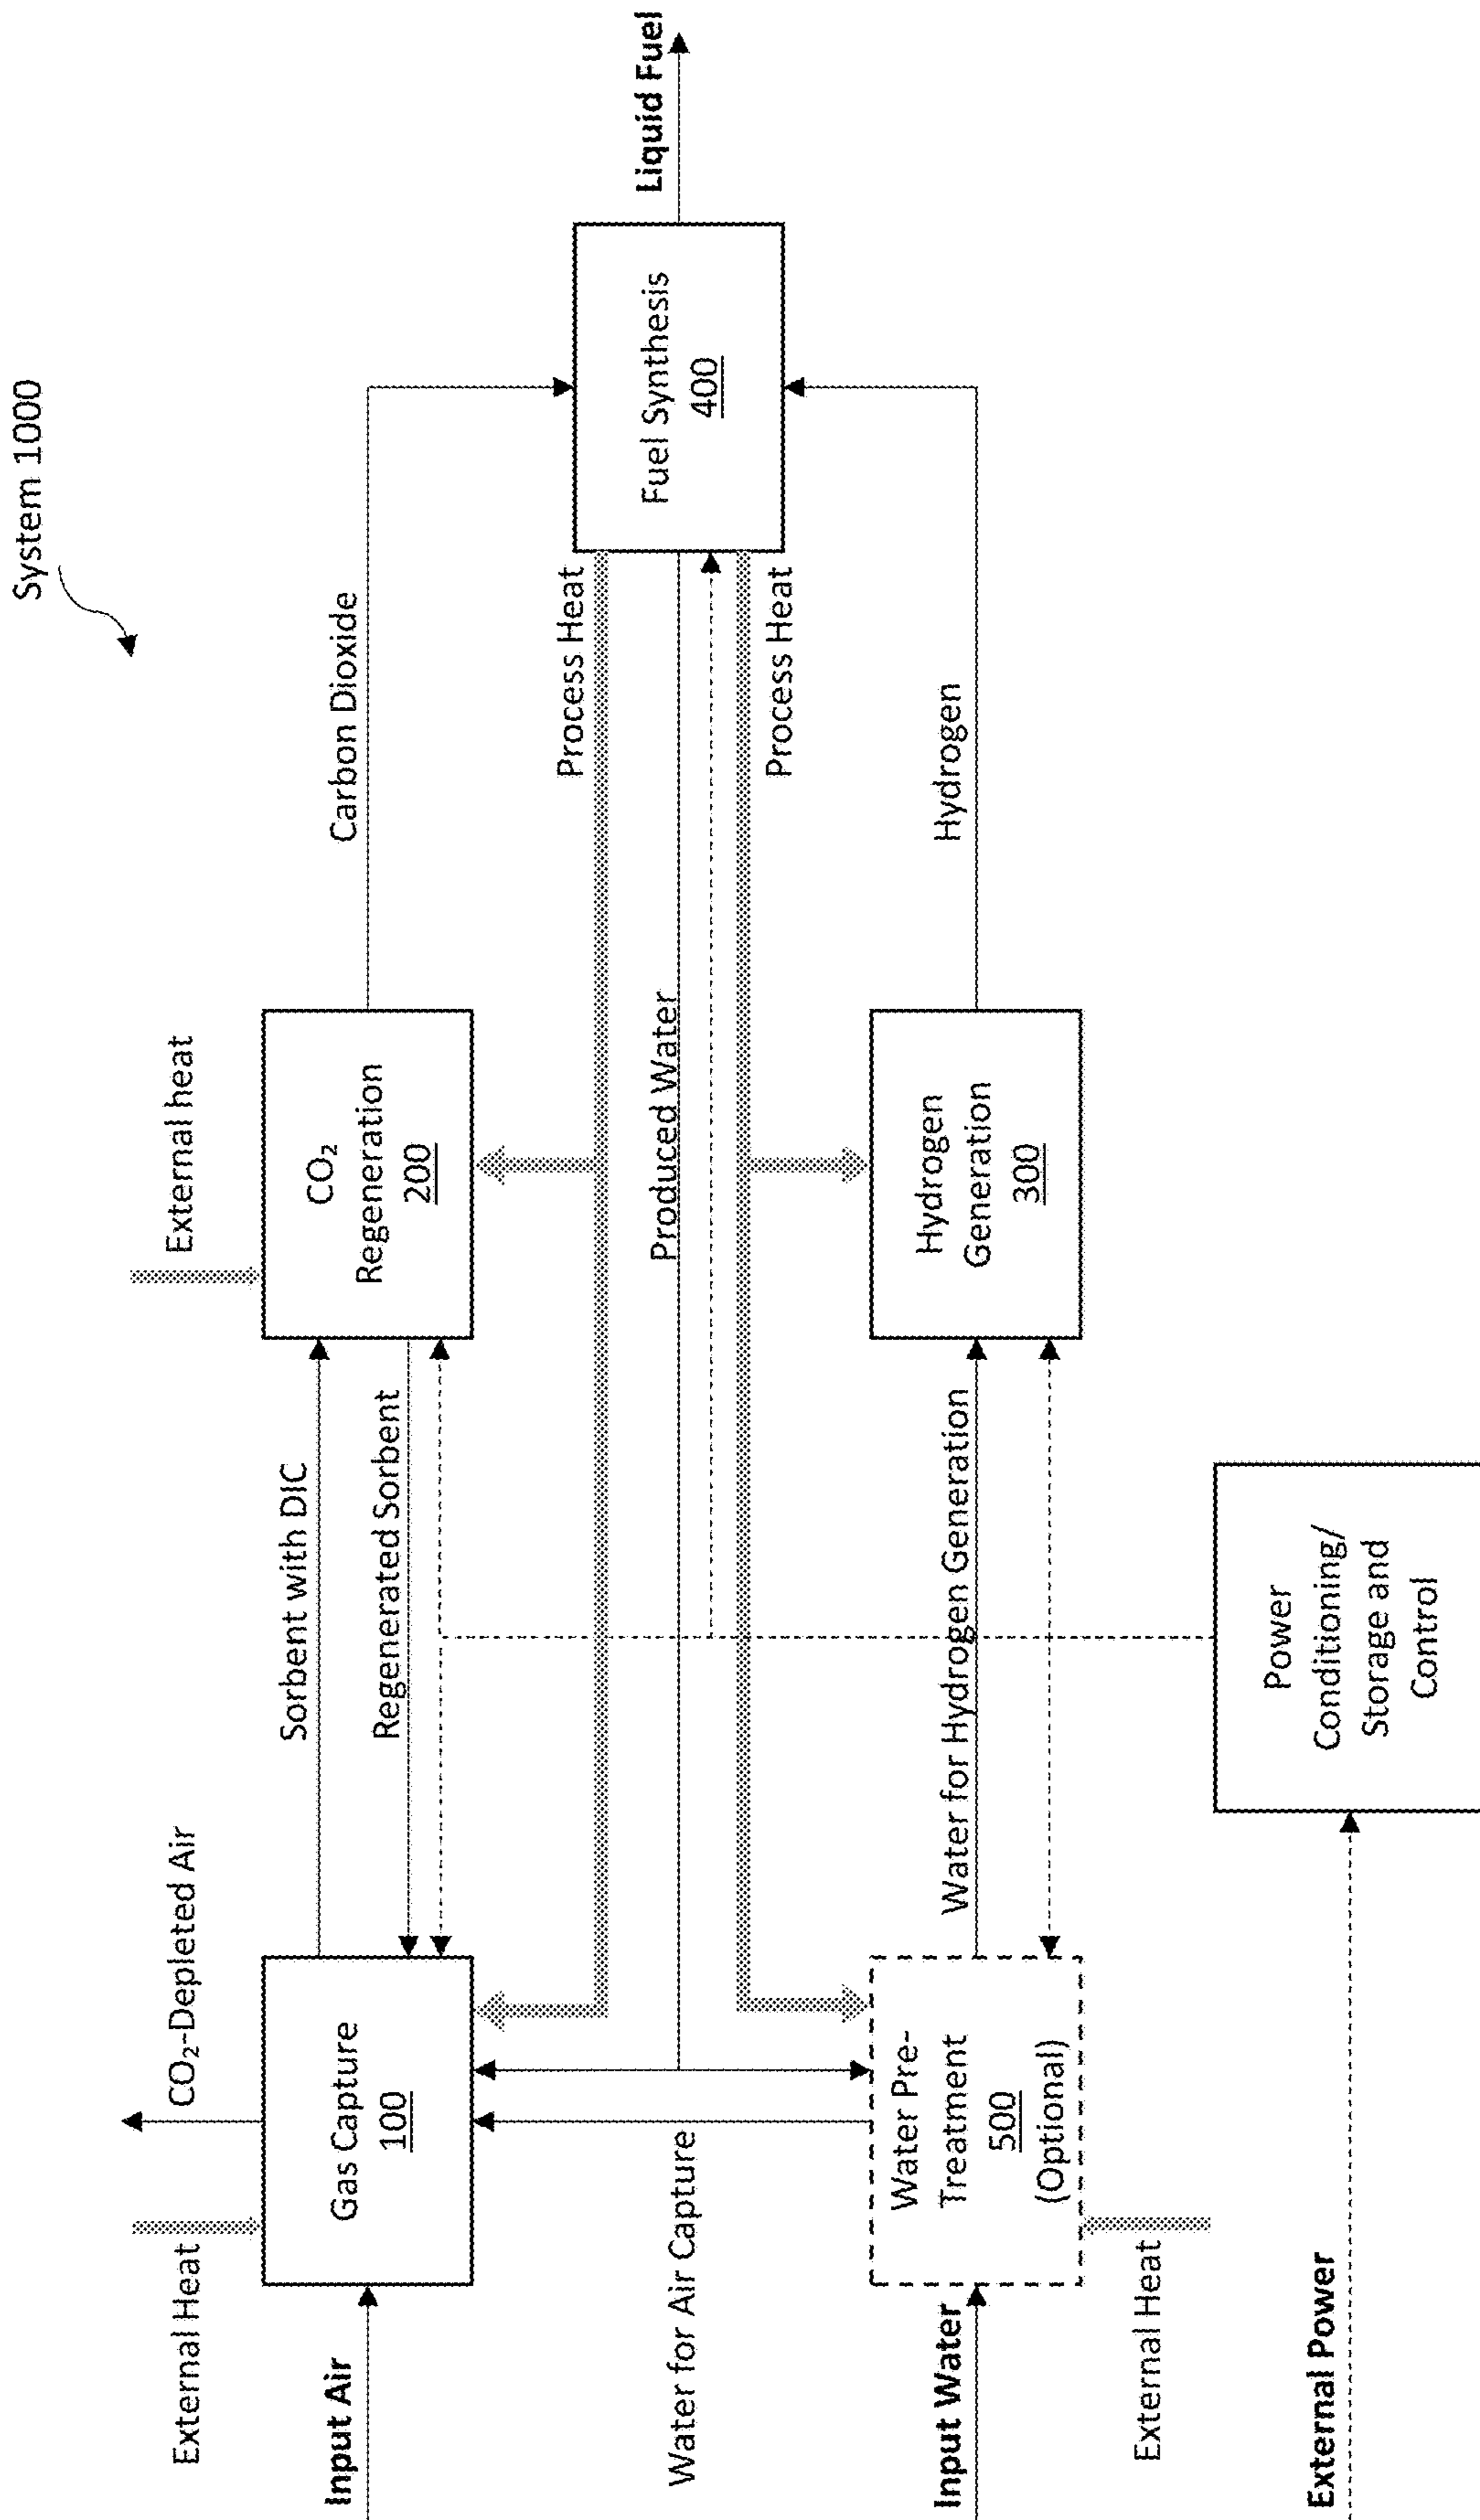 System 1000
External Heat
CO₂-Depleted Air
External heat
Input Air
Gas Capture
100
Sorbent with DIC
Regenerated Sorbent
CO₂
Regeneration
200
Carbon Dioxide
Process Heat
Water for Air Capture
Produced Water
Fuel Synthesis
400
Liquid Fuel
Process Heat
Input Water
Water Pre-
Treatment
500
(Optional)
Water for Hydrogen Generation
Hydrogen
Generation
300
Hydrogen
External Heat
External Power
Power
Conditioning/
Storage and
Control